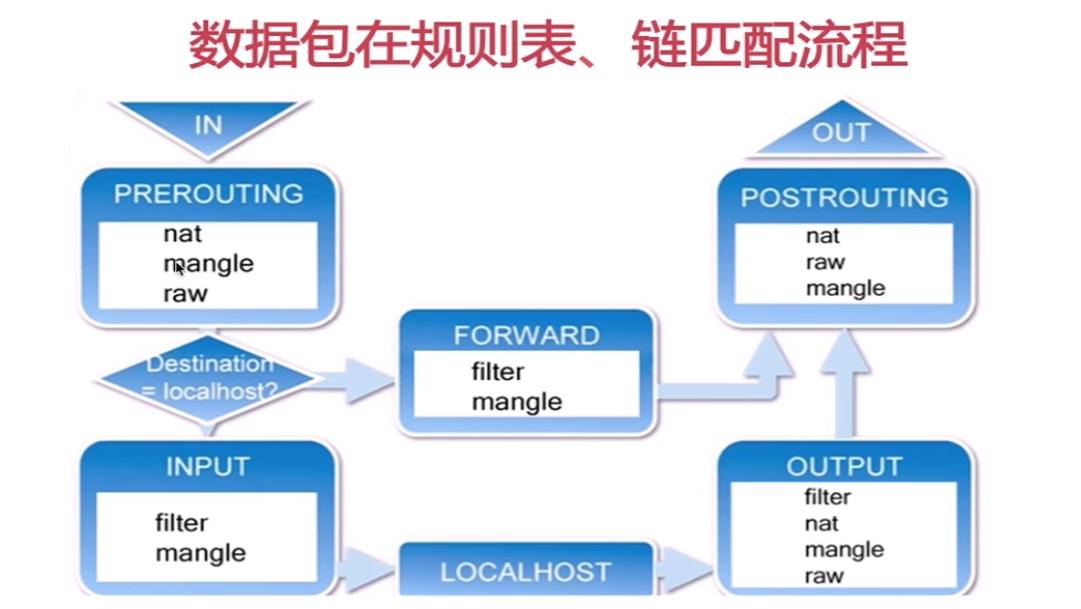 数据包在规则表、链匹配流程
IN
PREROUTING
nat
mangle
raw
Destination
= localhost?
INPUT
filter
mangle
FORWARD
filter
mangle
LOCALHOST
OUT
POSTROUTING
nat
raw
mangle
OUTPUT
filter
nat
mangle
raw